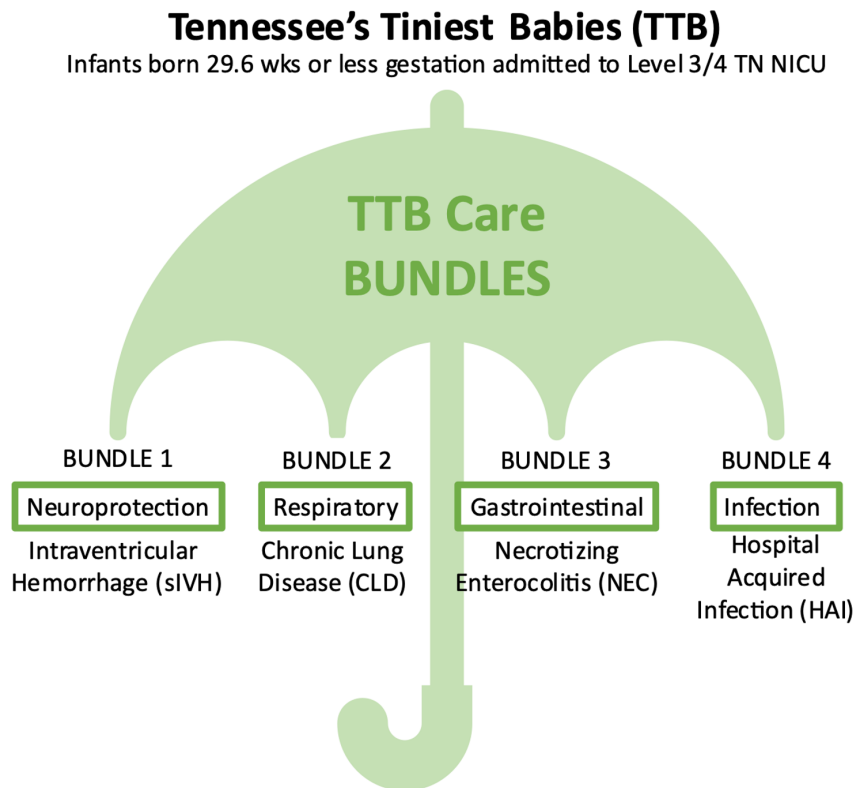 Tennessee's Tiniest Babies (TTB)
Infants born 29.6 wks or less gestation admitted to Level 3/4 TN NICU
TTB Care
BUNDLES
BUNDLE 1
Neuroprotection
Intraventricular
Hemorrhage (sIVH)
BUNDLE 2
Respiratory
Chronic Lung
Disease (CLD)
BUNDLE 3
Gastrointestinal
Necrotizing
Enterocolitis (NEC)
BUNDLE 4
Infection
Hospital
Acquired
Infection (HAI)